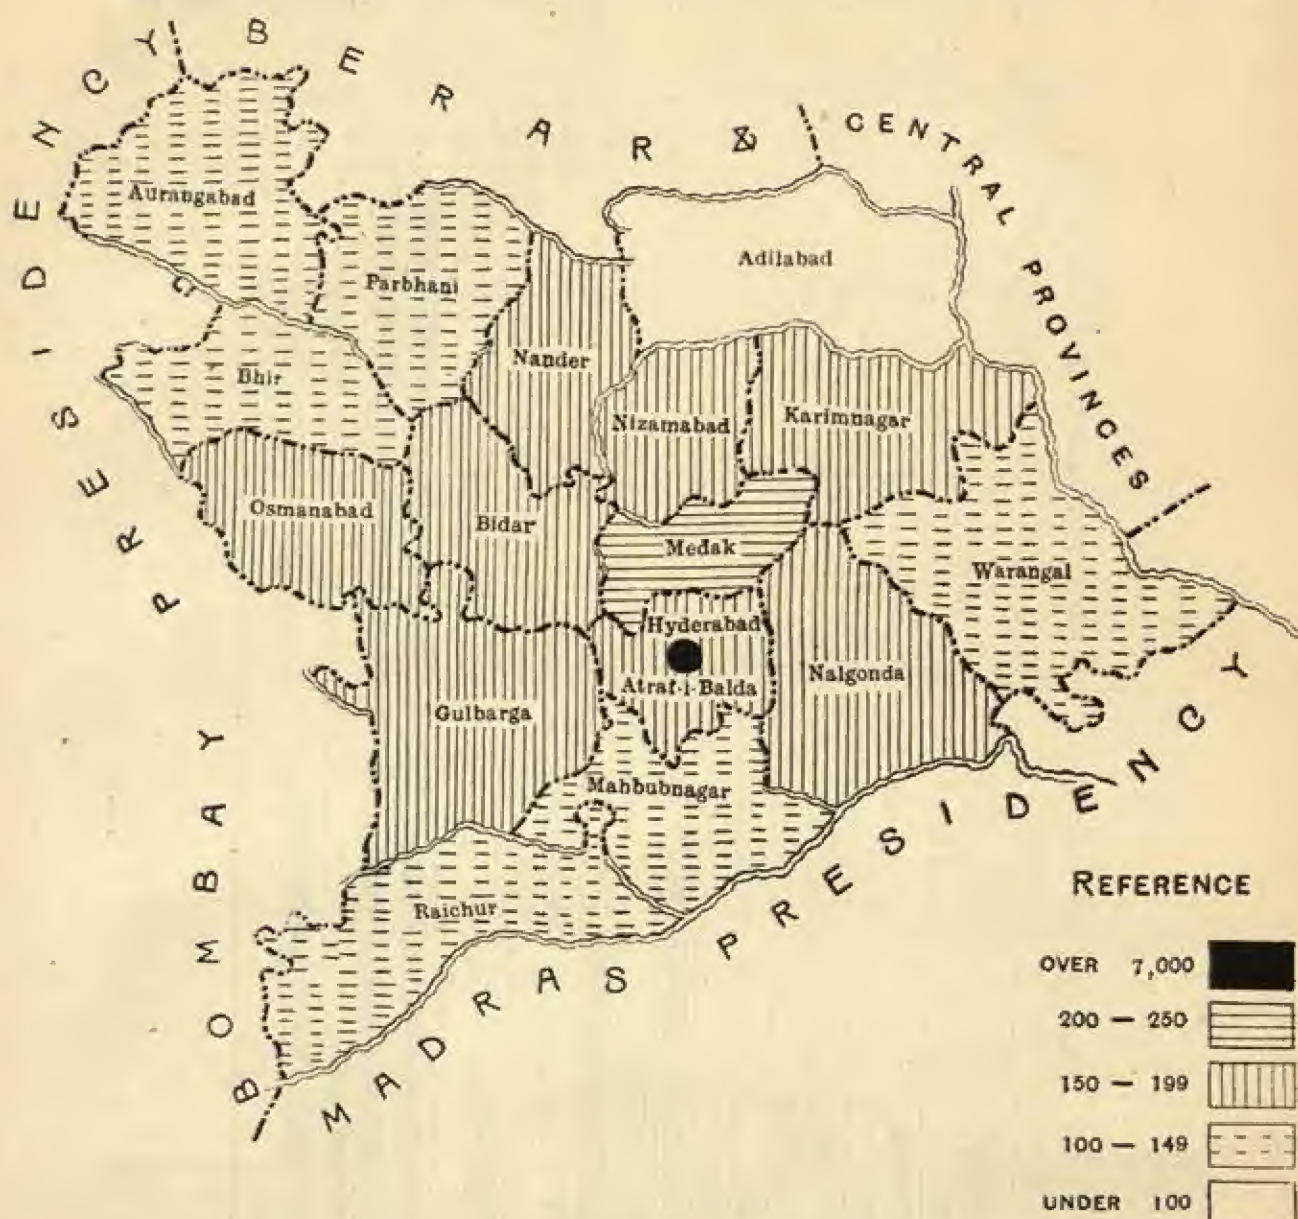 BERAR & CENTRAL PROVINCES
BOMBAY PRESIDENCY
Aurangabad
Parbhani
Adilabad
Nander
Bhir
Nizamabad
Karimnagar
Osmanabad
Bidar
Medak
Warangal
Hyderabad
Atraf-i-Balda
Nalgonda
Gulbarga
Mahbubnagar
Raichur
MADRAS PRESIDENCY
REFERENCE
OVER 7,000
200 — 250
150 — 199
100 — 149
UNDER 100